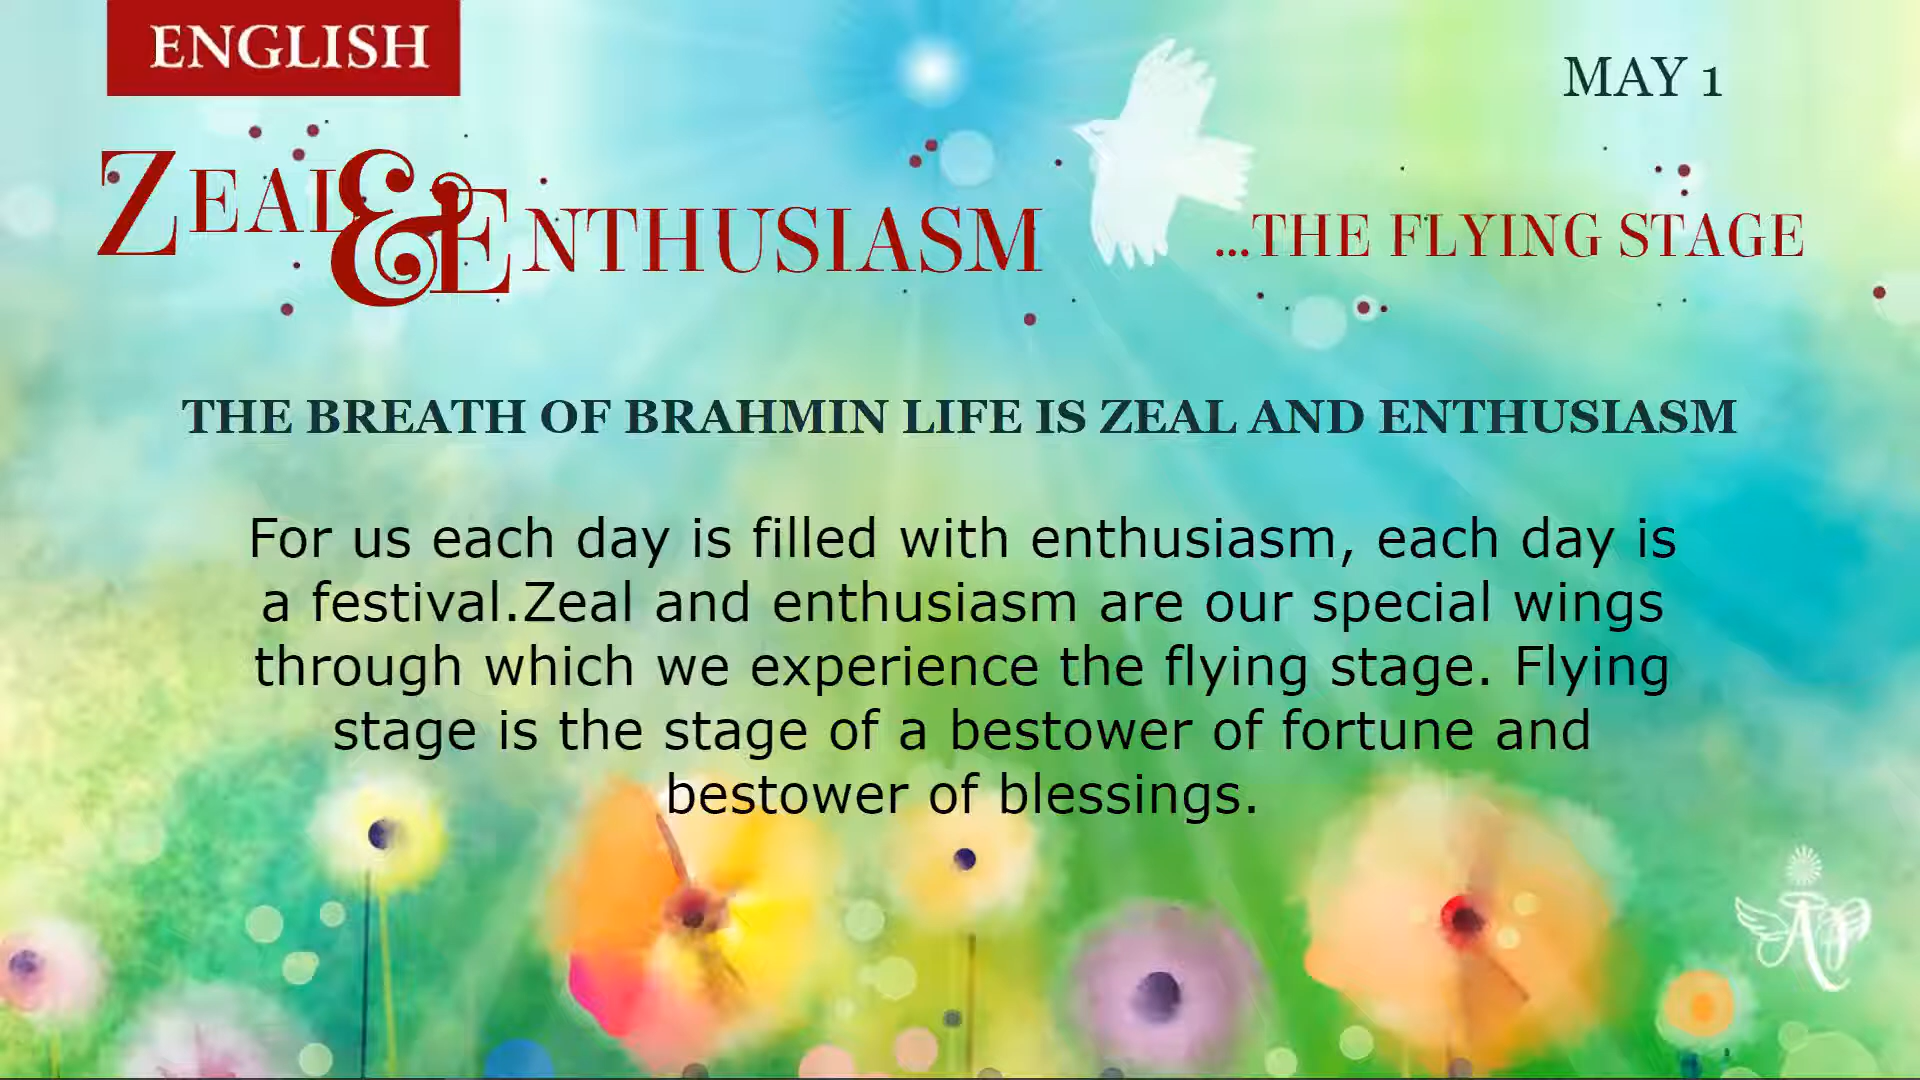 ENGLISH
MAY 1
ZEAL & ENTHUSIASM
...THE FLYING STAGE
THE BREATH OF BRAHMIN LIFE IS ZEAL AND ENTHUSIASM
For us each day is filled with enthusiasm, each day is
a festival.Zeal and enthusiasm are our special wings
through which we experience the flying stage. Flying
stage is the stage of a bestower of fortune and
bestower of blessings.